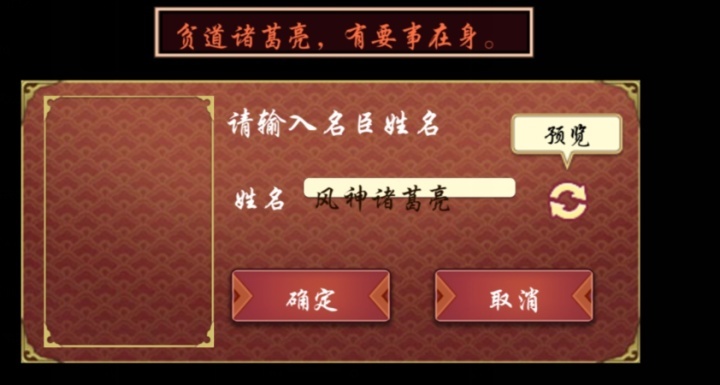 贫道诸葛亮，有要事在身。
请输入名臣姓名
预览
姓名 风神诸葛亮
确定 取消